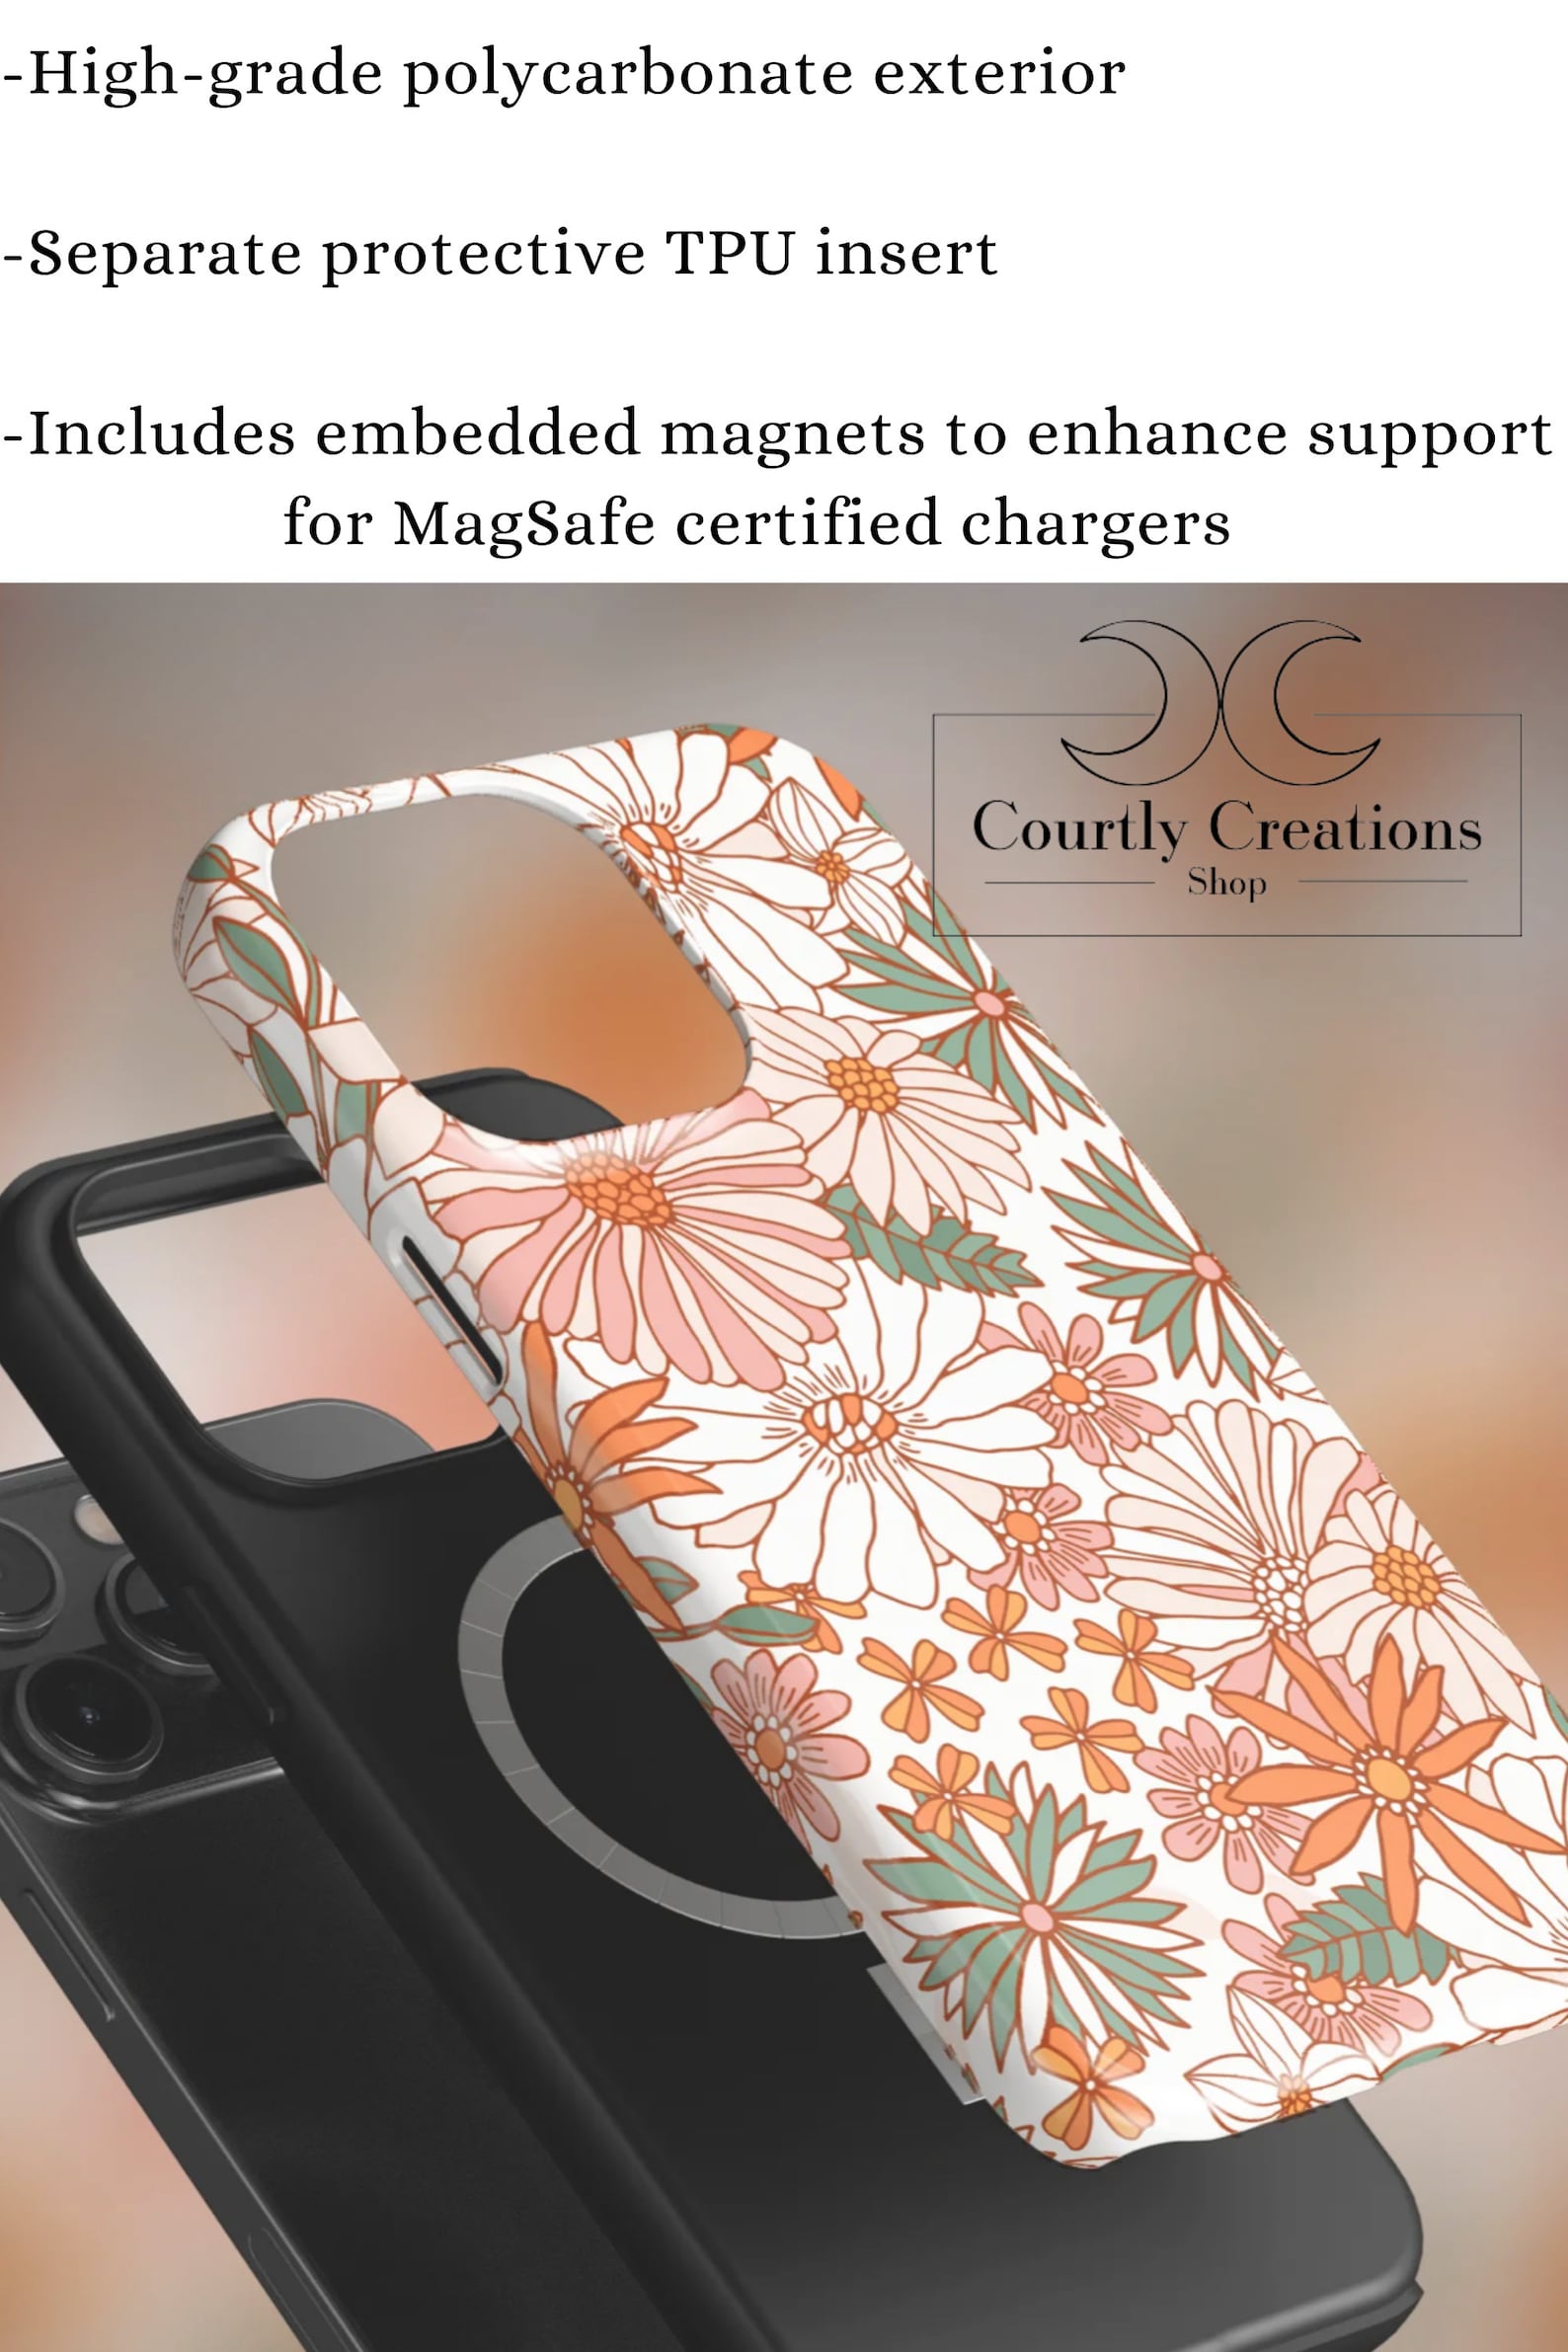 -High-grade polycarbonate exterior
-Separate protective TPU insert
-Includes embedded magnets to enhance support
for MagSafe certified chargers
Courtly Creations
Shop